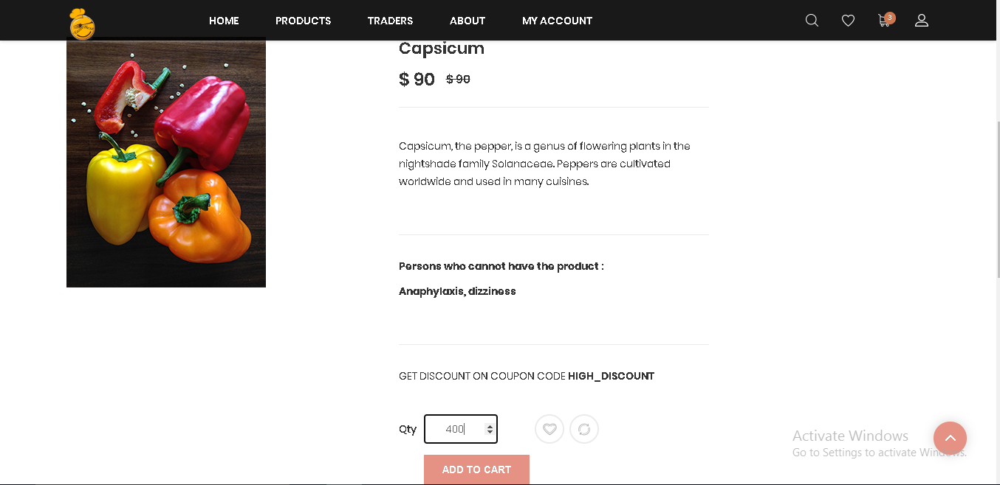 HOME
PRODUCTS
TRADERS
ABOUT
MY ACCOUNT
3
Capsicum
$ 90 $ 90
Capsicum, the pepper, is a genus of flowering plants in the
nightshade family Solanaceae. Peppers are cultivated
worldwide and used in many cuisines.
Persons who cannot have the product :
Anaphylaxis, dizziness
GET DISCOUNT ON COUPON CODE HIGH_DISCOUNT
Qty 400
ADD TO CART
Activate Windows
Go to Settings to activate Windows.